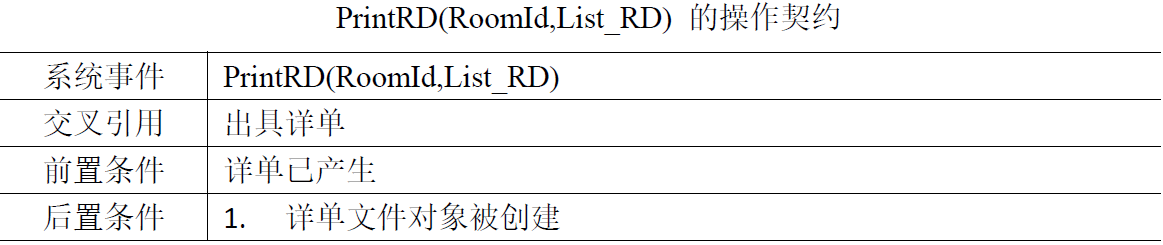 PrintRD(RoomId,List_RD) 的操作契约
系统事件 PrintRD(RoomId,List_RD)
交叉引用 出具详单
前置条件 详单已产生
后置条件 1. 详单文件对象被创建